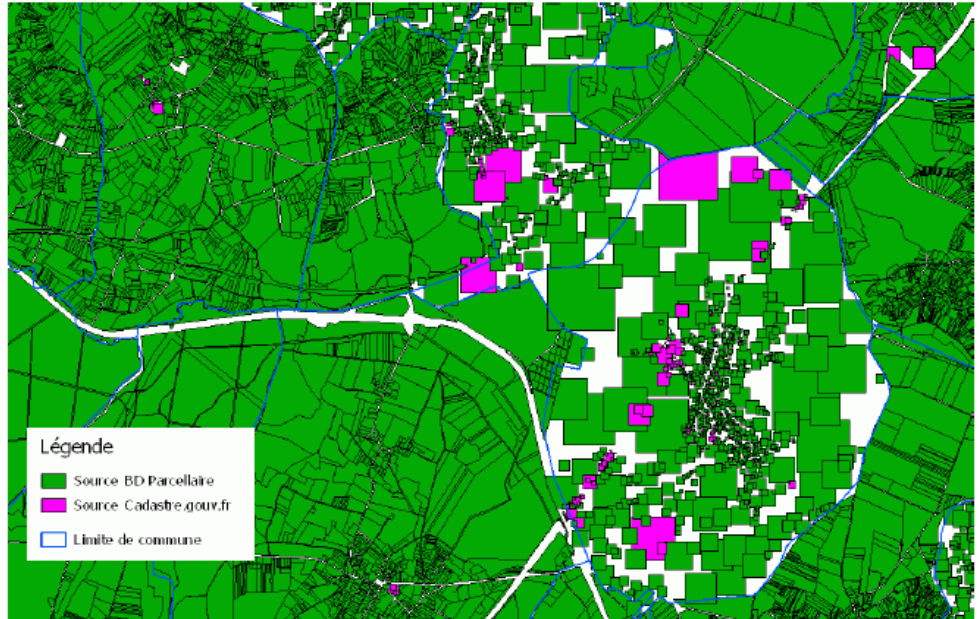 Légende
Source BD Parcellaire
Source Cadastre.gouv.fr
Limite de commune